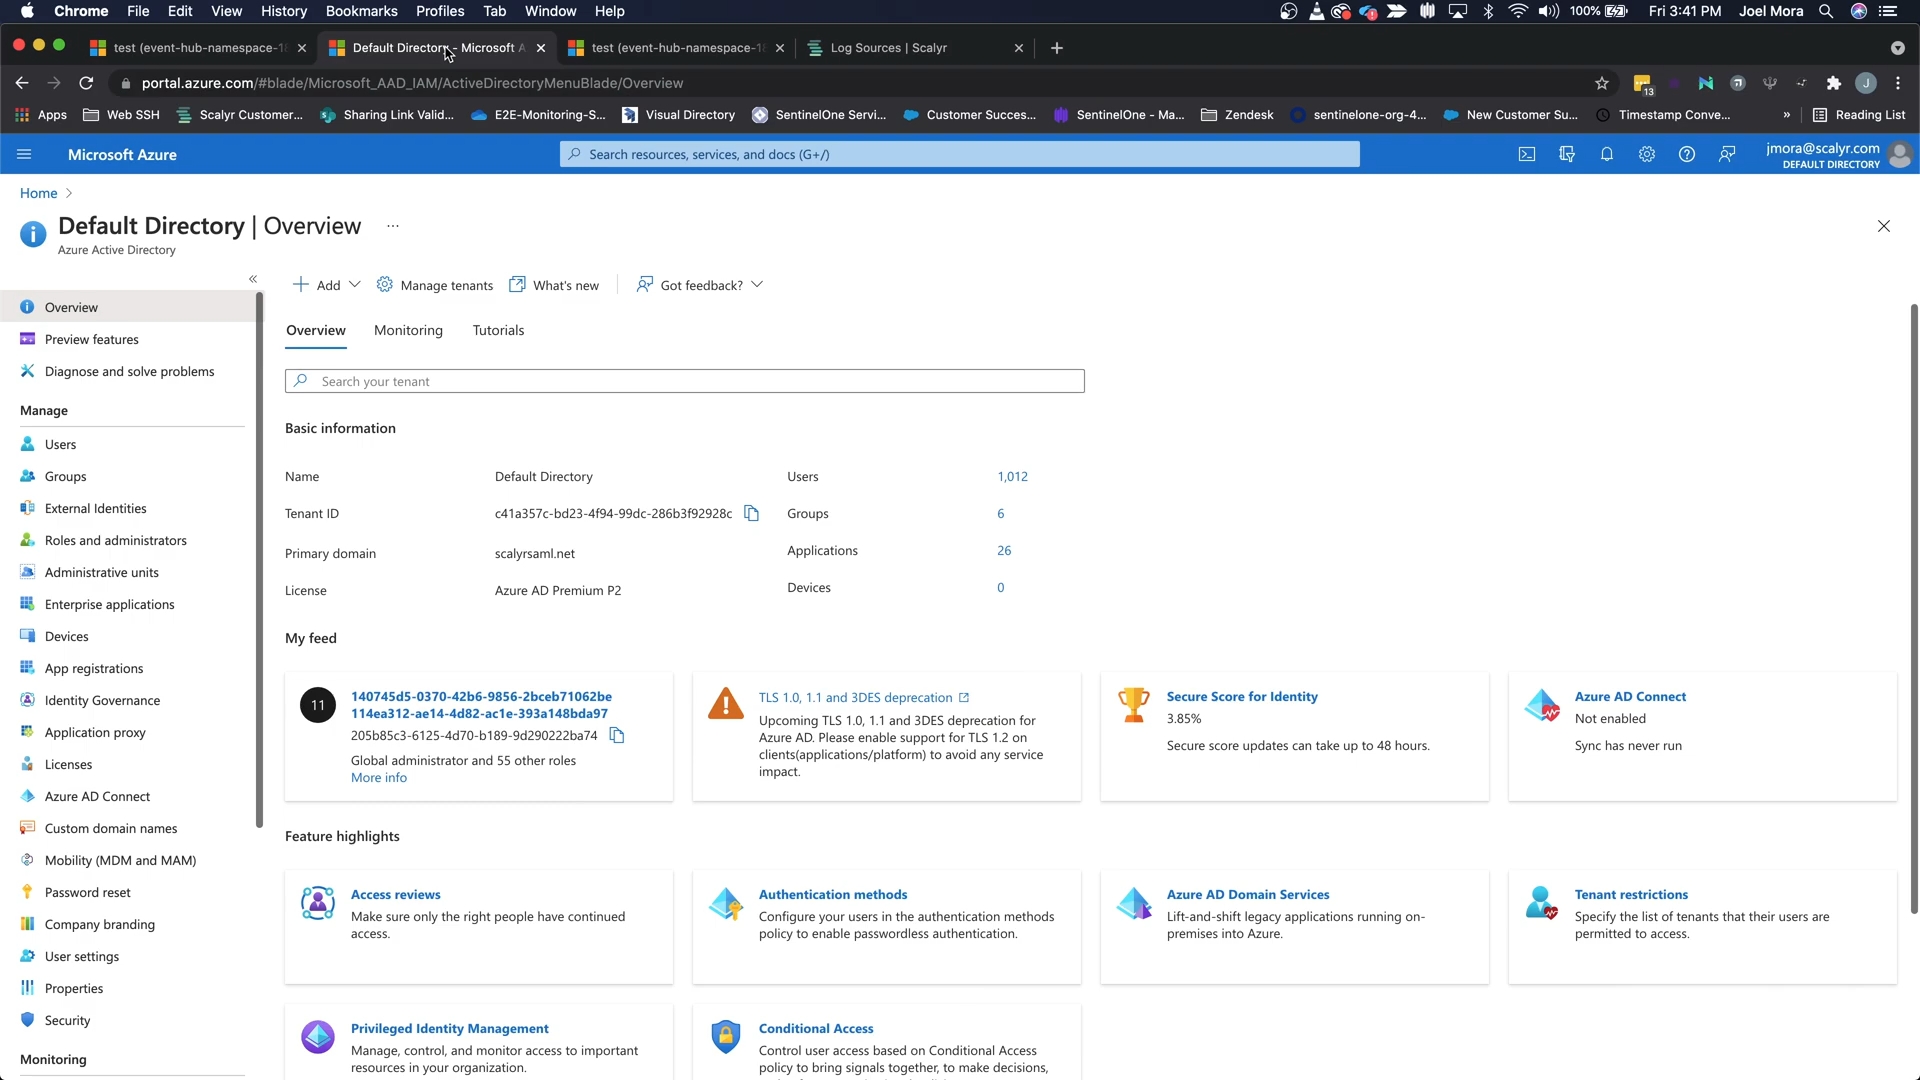 Chrome File Edit View History Bookmarks Profiles Tab Window Help 100% Fri 3:41 PM Joel Mora
test (event-hub-namespace-18 Default Directory - Microsoft A test (event-hub-namespace-18 Log Sources | Scalyr
portal.azure.com/#blade/Microsoft_AAD_IAM/ActiveDirectoryMenuBlade/Overview 13 J
Apps Web SSH Scalyr Customer... Sharing Link Valid... E2E-Monitoring-S... Visual Directory SentinelOne Servi... Customer Succes... SentinelOne - Ma... Zendesk sentinelone-org-4... New Customer Su... Timestamp Conve... » Reading List
Microsoft Azure Search resources, services, and docs (G+/) jmora@scalyr.com
DEFAULT DIRECTORY
Home >
Default Directory | Overview ...
Azure Active Directory
«
Add Manage tenants What's new Got feedback?
Overview
Preview features
Diagnose and solve problems
Manage
Users
Groups
External Identities
Roles and administrators
Administrative units
Enterprise applications
Devices
App registrations
Identity Governance
Application proxy
Licenses
Azure AD Connect
Custom domain names
Mobility (MDM and MAM)
Password reset
Company branding
User settings
Properties
Security
Monitoring
Overview Monitoring Tutorials
Search your tenant
Basic information
Name Default Directory Users 1,012
Tenant ID c41a357c-bd23-4f94-99dc-286b3f92928c Groups 6
Primary domain scalyrsaml.net Applications 26
License Azure AD Premium P2 Devices 0
My feed
11
140745d5-0370-42b6-9856-2bceb71062be
114ea312-ae14-4d82-ac1e-393a148bda97
205b85c3-6125-4d70-b189-9d290222ba74
Global administrator and 55 other roles
More info
TLS 1.0, 1.1 and 3DES deprecation
Upcoming TLS 1.0, 1.1 and 3DES deprecation for
Azure AD. Please enable support for TLS 1.2 on
clients(applications/platform) to avoid any service
impact.
Secure Score for Identity
3.85%
Secure score updates can take up to 48 hours.
Azure AD Connect
Not enabled
Sync has never run
Feature highlights
Access reviews
Make sure only the right people have continued
access.
Authentication methods
Configure your users in the authentication methods
policy to enable passwordless authentication.
Azure AD Domain Services
Lift-and-shift legacy applications running on-
premises into Azure.
Tenant restrictions
Specify the list of tenants that their users are
permitted to access.
Privileged Identity Management
Manage, control, and monitor access to important
resources in your organization.
Conditional Access
Control user access based on Conditional Access
policy to bring signals together, to make decisions,